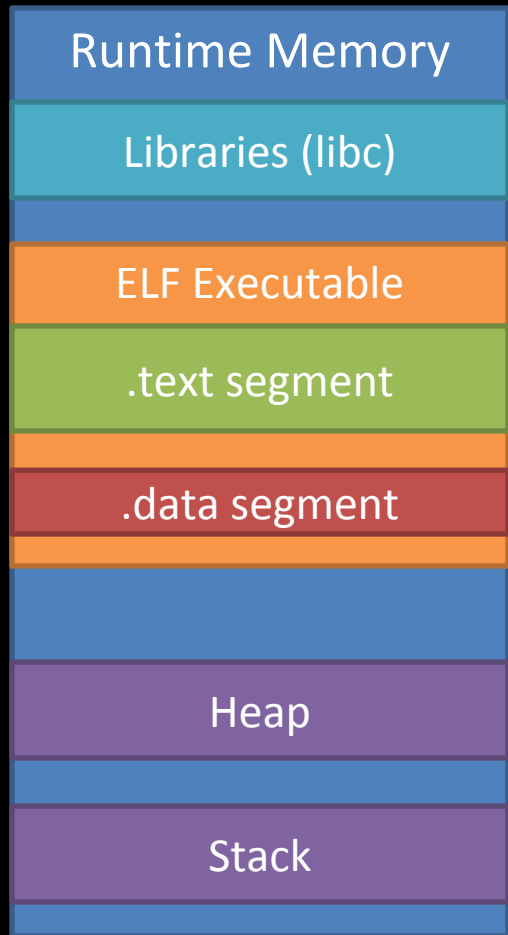 Runtime Memory
Libraries (libc)
ELF Executable
.text segment
.data segment
Heap
Stack